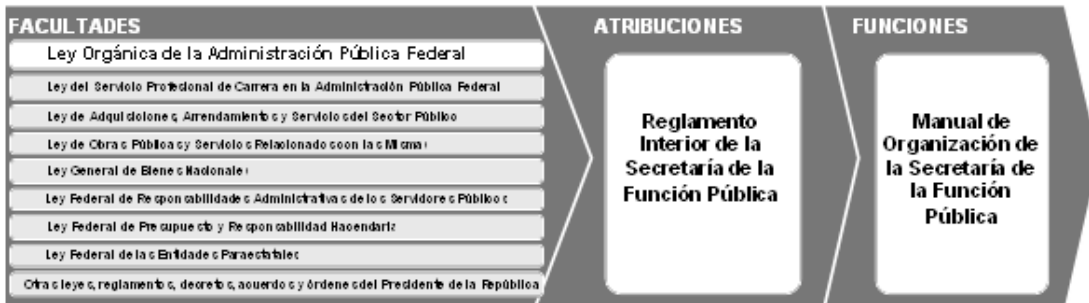 FACULTADES
Ley Orgánica de la Administración Pública Federal
Ley del Servicio Profesional de Carrera en la Administración Pública Federal
Ley de Adquisiciones, Arrendamientos y Servicios del Sector Público
Ley de Obras Públicas y Servicios Relacionados con las Mismas
Ley General de Bienes Nacionales
Ley Federal de Responsabilidades Administrativas de los Servidores Públicos
Ley Federal de Presupuesto y Responsabilidad Hacendaria
Ley Federal de las Entidades Paraestatales
Otras leyes, reglamentos, decretos, acuerdos y órdenes del Presidente de la República
ATRIBUCIONES
Reglamento
Interior de la
Secretaría de la
Función Pública
FUNCIONES
Manual de
Organización de
la Secretaría de
la Función
Pública